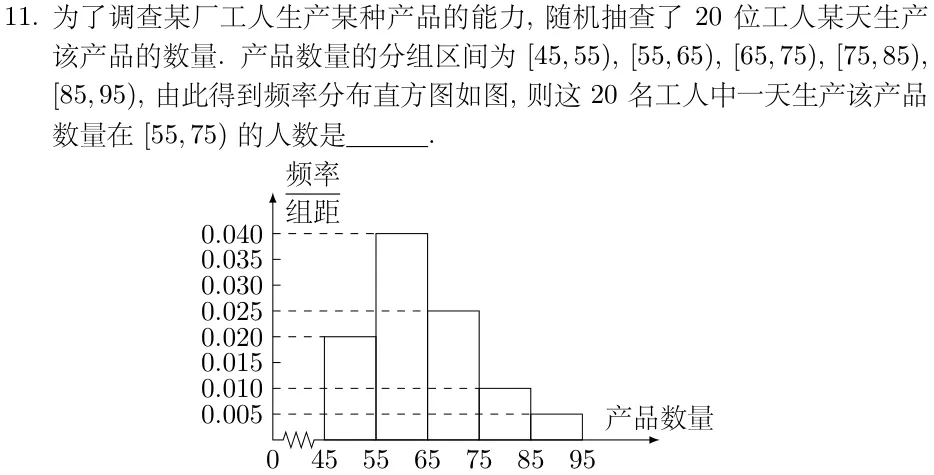 11. 为了调查某厂工人生产某种产品的能力, 随机抽查了 20 位工人某天生产
该产品的数量. 产品数量的分组区间为 [45,55), [55,65), [65,75), [75,85),
[85,95), 由此得到频率分布直方图如图, 则这 20 名工人中一天生产该产品
数量在 [55,75) 的人数是______.
频率
组距
0.040
0.035
0.030
0.025
0.020
0.015
0.010
0.005
产品数量
0 45 55 65 75 85 95